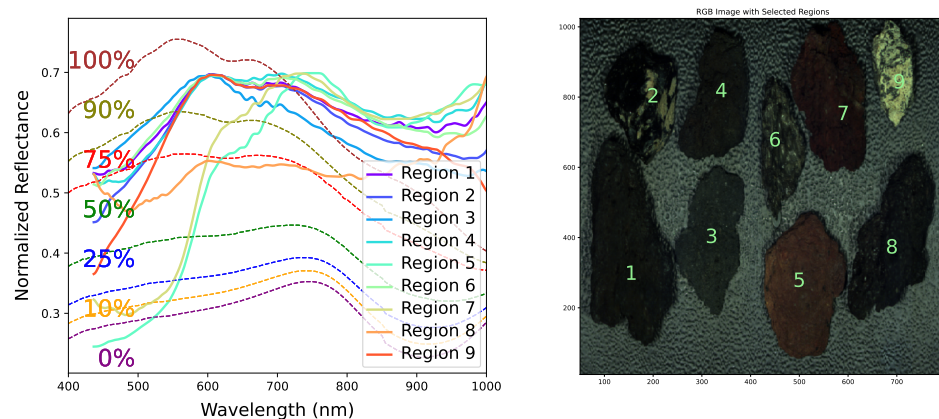 100%
90%
75%
50%
25%
10%
0%
0.7
0.6
0.5
0.4
0.3
Normalized Reflectance
400 500 600 700 800 900 1000
Wavelength (nm)
Region 1
Region 2
Region 3
Region 4
Region 5
Region 6
Region 7
Region 8
Region 9
RGB Image with Selected Regions
1000
800
600
400
200
100 200 300 400 500 600 700
2
4
9
7
6
3
1
8
5